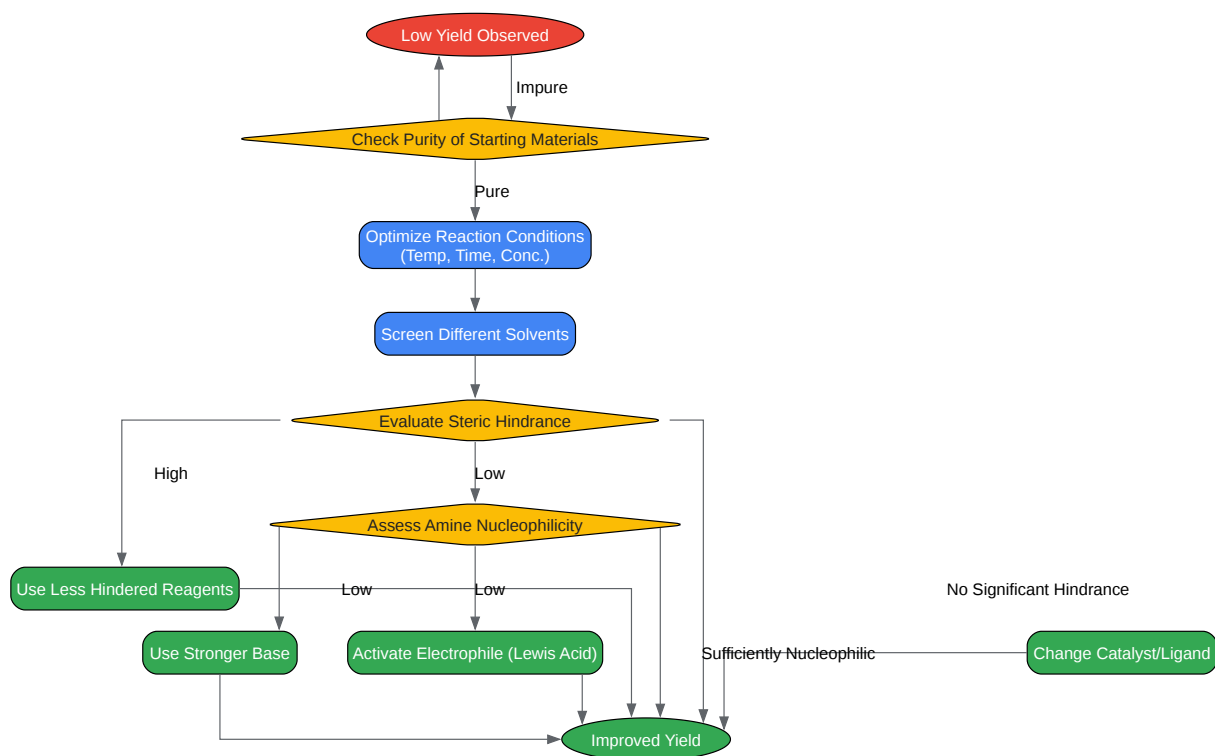 Low Yield Observed
Impure
Check Purity of Starting Materials
Pure
Optimize Reaction Conditions
(Temp, Time, Conc.)
Screen Different Solvents
Evaluate Steric Hindrance
High
Low
Assess Amine Nucleophilicity
Use Less Hindered Reagents
Low
Low
No Significant Hindrance
Use Stronger Base
Activate Electrophile (Lewis Acid)
Sufficiently Nucleophilic
Change Catalyst/Ligand
Improved Yield